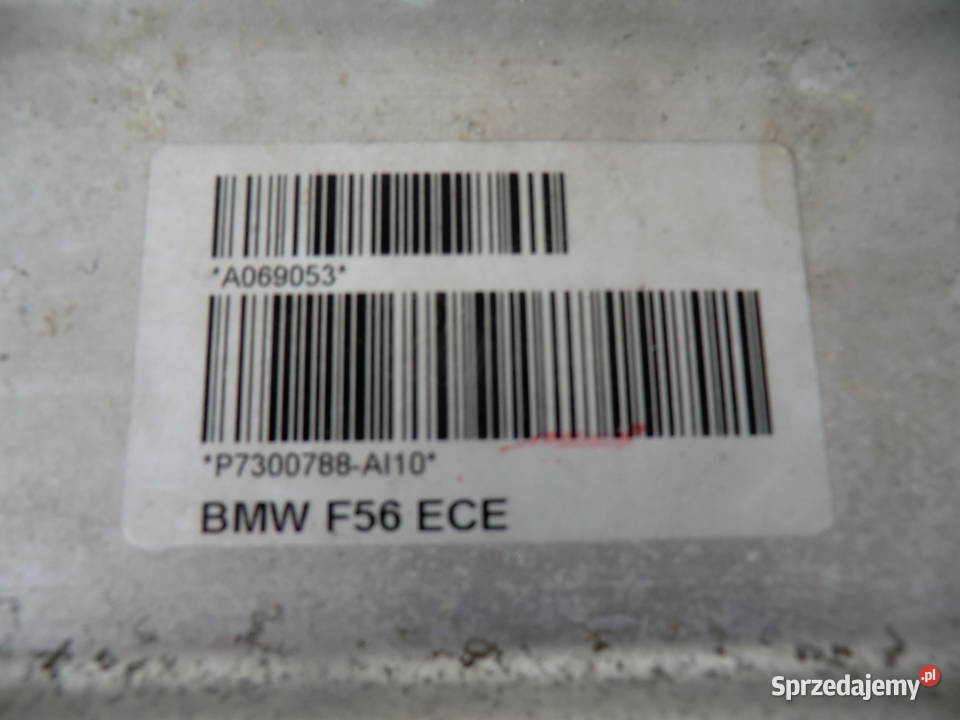 *A069053*
*P7300788-AI10*
BMW F56 ECE
Sprzedajemy.pl